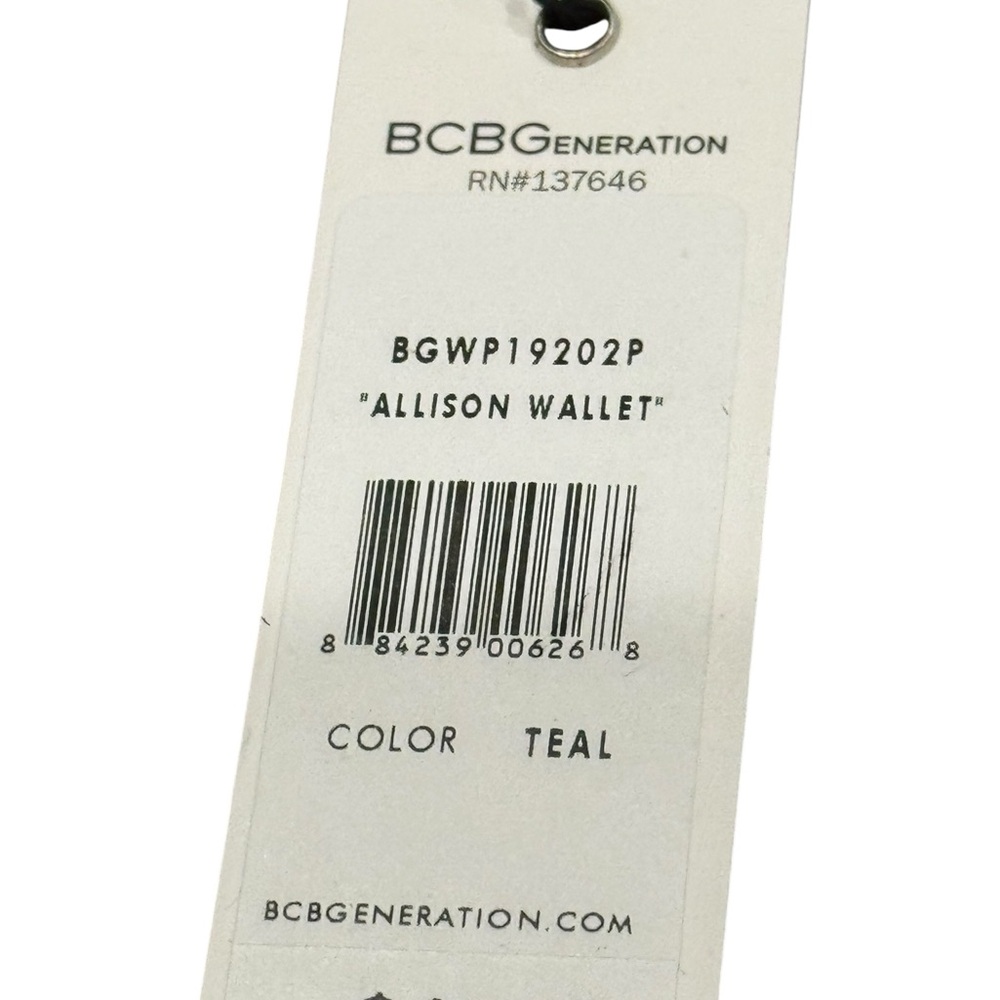 BCBGENERATION
RN#137646
BGWP19202P
"ALLISON WALLET"
8 84239 00626 8
COLOR TEAL
BCBGENERATION.COM